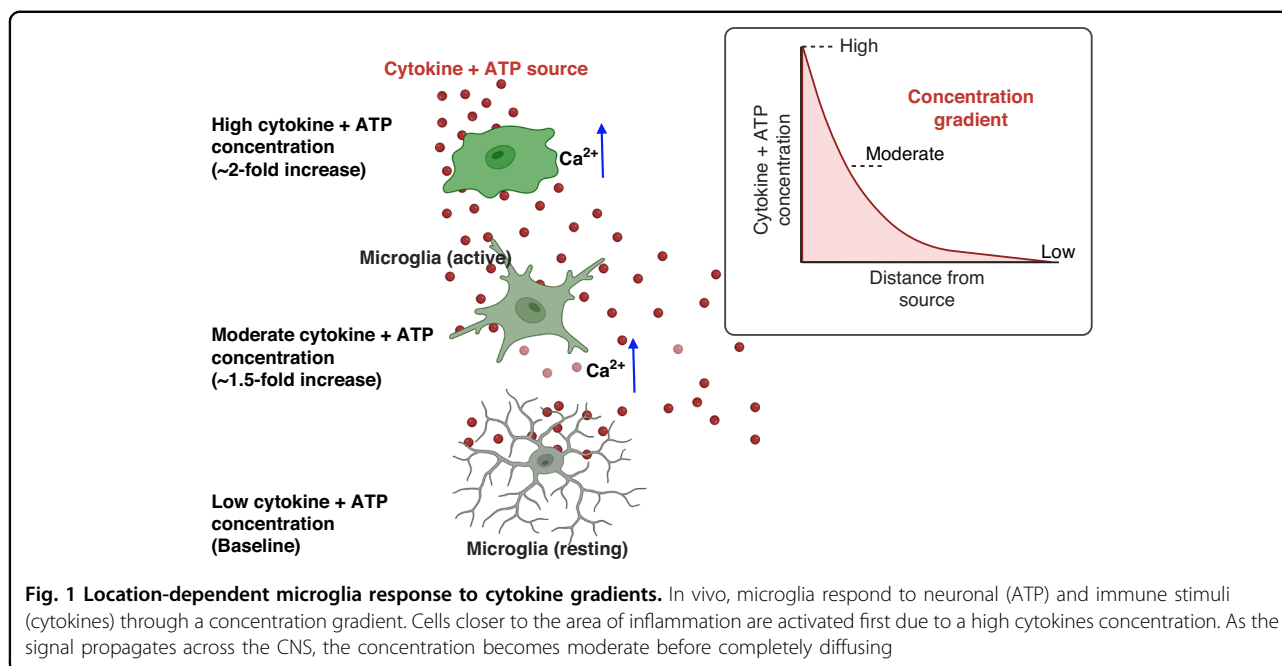 Cytokine + ATP source
High cytokine + ATP
concentration
(~2-fold increase)
Ca²⁺
Microglia (active)
Moderate cytokine + ATP
concentration
(~1.5-fold increase)
Ca²⁺
Low cytokine + ATP
concentration
(Baseline)
Microglia (resting)
High
Concentration
gradient
Moderate
Low
Cytokine + ATP
concentration
Distance from
source
Fig. 1 Location-dependent microglia response to cytokine gradients. In vivo, microglia respond to neuronal (ATP) and immune stimuli
(cytokines) through a concentration gradient. Cells closer to the area of inflammation are activated first due to a high cytokines concentration. As the
signal propagates across the CNS, the concentration becomes moderate before completely diffusing